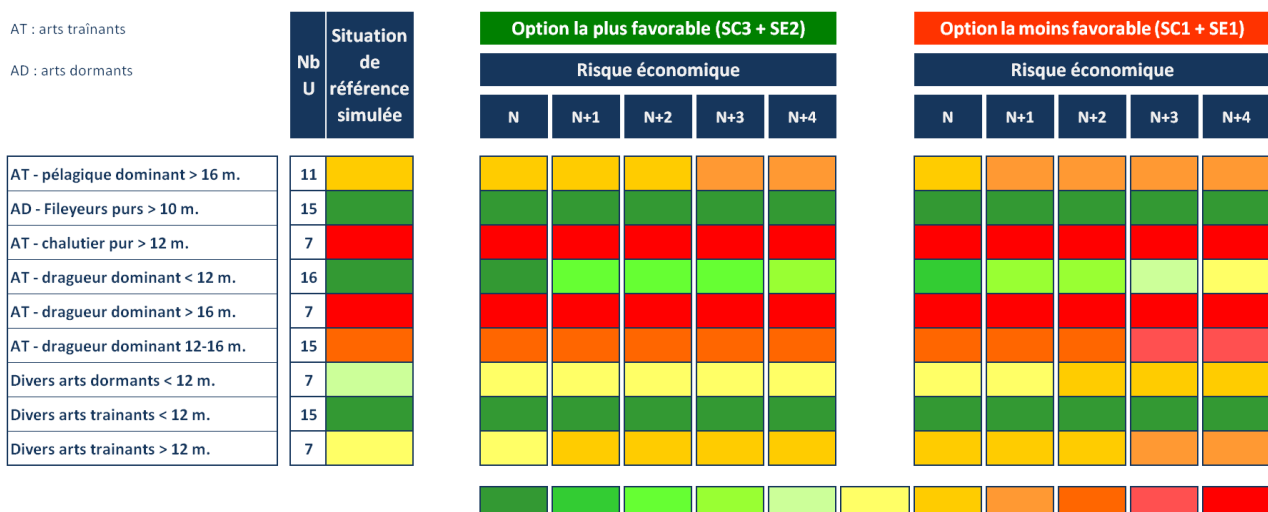 AT : arts traînants
AD : arts dormants
Nb U
Situation de référence simulée
Option la plus favorable (SC3 + SE2)
Option la moins favorable (SC1 + SE1)
Risque économique
Risque économique
N N+1 N+2 N+3 N+4
N N+1 N+2 N+3 N+4
AT - pélagique dominant > 16 m. 11
AD - Fileyeurs purs > 10 m. 15
AT - chalutier pur > 12 m. 7
AT - dragueur dominant < 12 m. 16
AT - dragueur dominant > 16 m. 7
AT - dragueur dominant 12-16 m. 15
Divers arts dormants < 12 m. 7
Divers arts trainants < 12 m. 15
Divers arts trainants > 12 m. 7